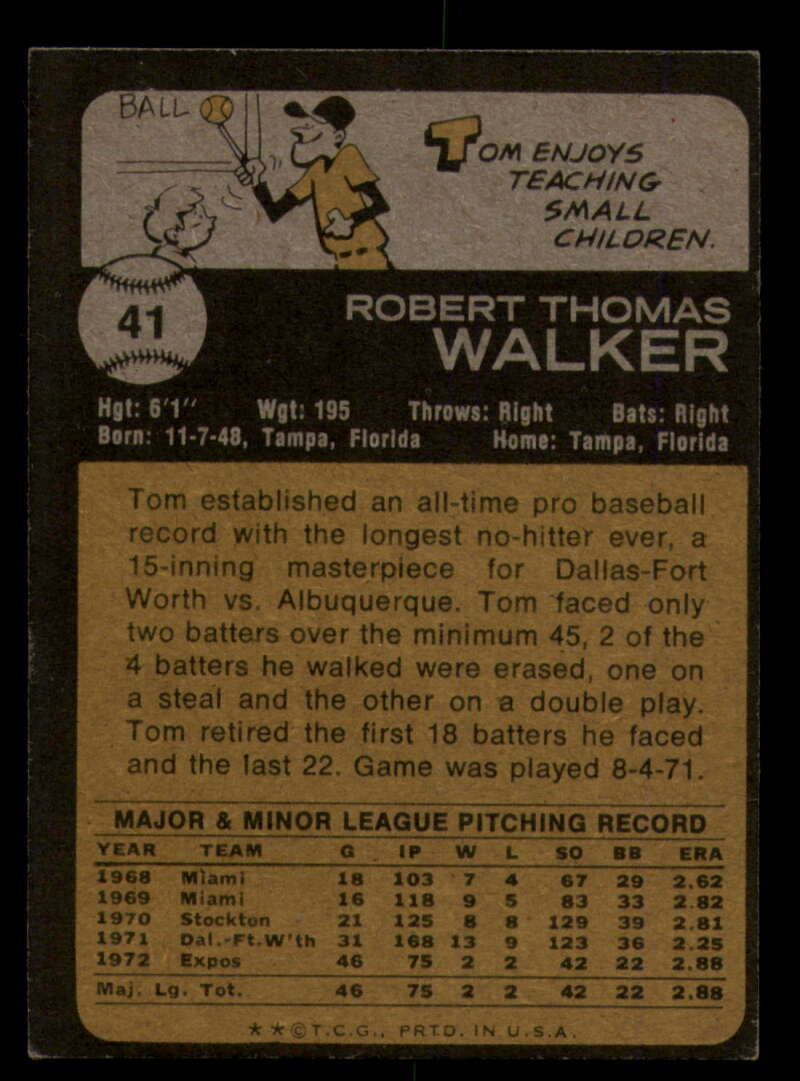 BALL
TOM ENJOYS
TEACHING
SMALL
CHILDREN.
41
ROBERT THOMAS
WALKER
Hgt: 6'1" Wgt: 195 Throws: Right Bats: Right
Born: 11-7-48, Tampa, Florida Home: Tampa, Florida
Tom established an all-time pro baseball
record with the longest no-hitter ever, a
15-inning masterpiece for Dallas-Fort
Worth vs. Albuquerque. Tom faced only
two batters over the minimum 45, 2 of the
4 batters he walked were erased, one on
a steal and the other on a double play.
Tom retired the first 18 batters he faced
and the last 22. Game was played 8-4-71.
MAJOR & MINOR LEAGUE PITCHING RECORD
YEAR TEAM G IP W L SO BB ERA
1968 Miami 18 103 7 4 67 29 2.62
1969 Miami 16 118 9 5 83 33 2.82
1970 Stockton 21 125 8 8 129 39 2.81
1971 Dal.-Ft.W'th 31 168 13 9 123 36 2.25
1972 Expos 46 75 2 2 42 22 2.88
Maj. Lg. Tot. 46 75 2 2 42 22 2.88
* * © T.C.G., PRTD. IN U.S.A.